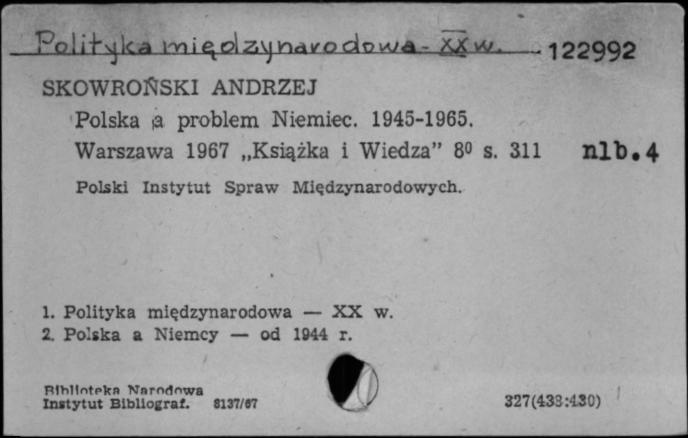 Polityka międzynarodowa - XX w. 122992
SKOWROŃSKI ANDRZEJ
Polska a problem Niemiec. 1945-1965.
Warszawa 1967 „Książka i Wiedza” 8⁰ s. 311 nlb. 4
Polski Instytut Spraw Międzynarodowych.
1. Polityka międzynarodowa — XX w.
2. Polska a Niemcy — od 1944 r.
Biblioteka Narodowa
Instytut Bibliograf. 8137/67
327(438:430)